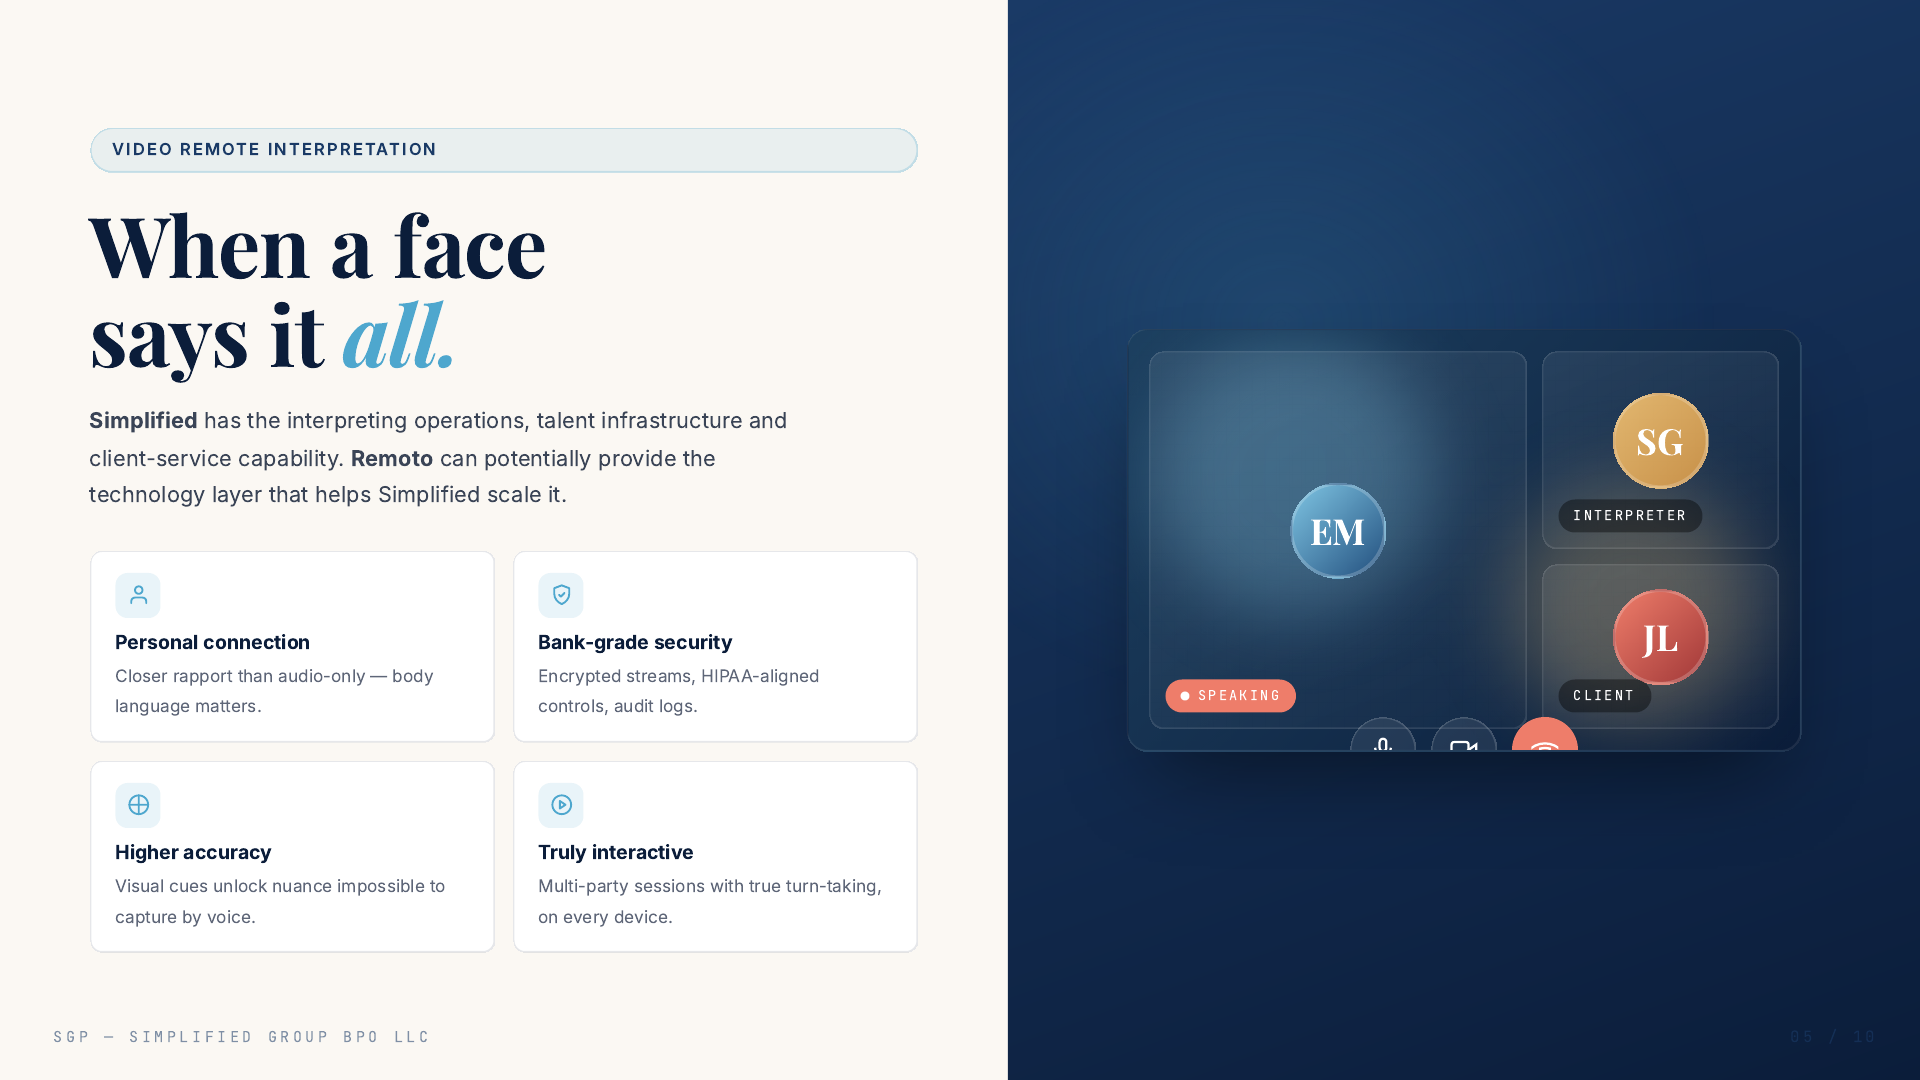 VIDEO REMOTE INTERPRETATION
When a face
says it all.
Simplified has the interpreting operations, talent infrastructure and
client-service capability. Remoto can potentially provide the
technology layer that helps Simplified scale it.
Personal connection
Closer rapport than audio-only — body
language matters.
Bank-grade security
Encrypted streams, HIPAA-aligned
controls, audit logs.
Higher accuracy
Visual cues unlock nuance impossible to
capture by voice.
Truly interactive
Multi-party sessions with true turn-taking,
on every device.
EM
SPEAKING
SG
INTERPRETER
JL
CLIENT
SGP — SIMPLIFIED GROUP BPO LLC
05 / 10